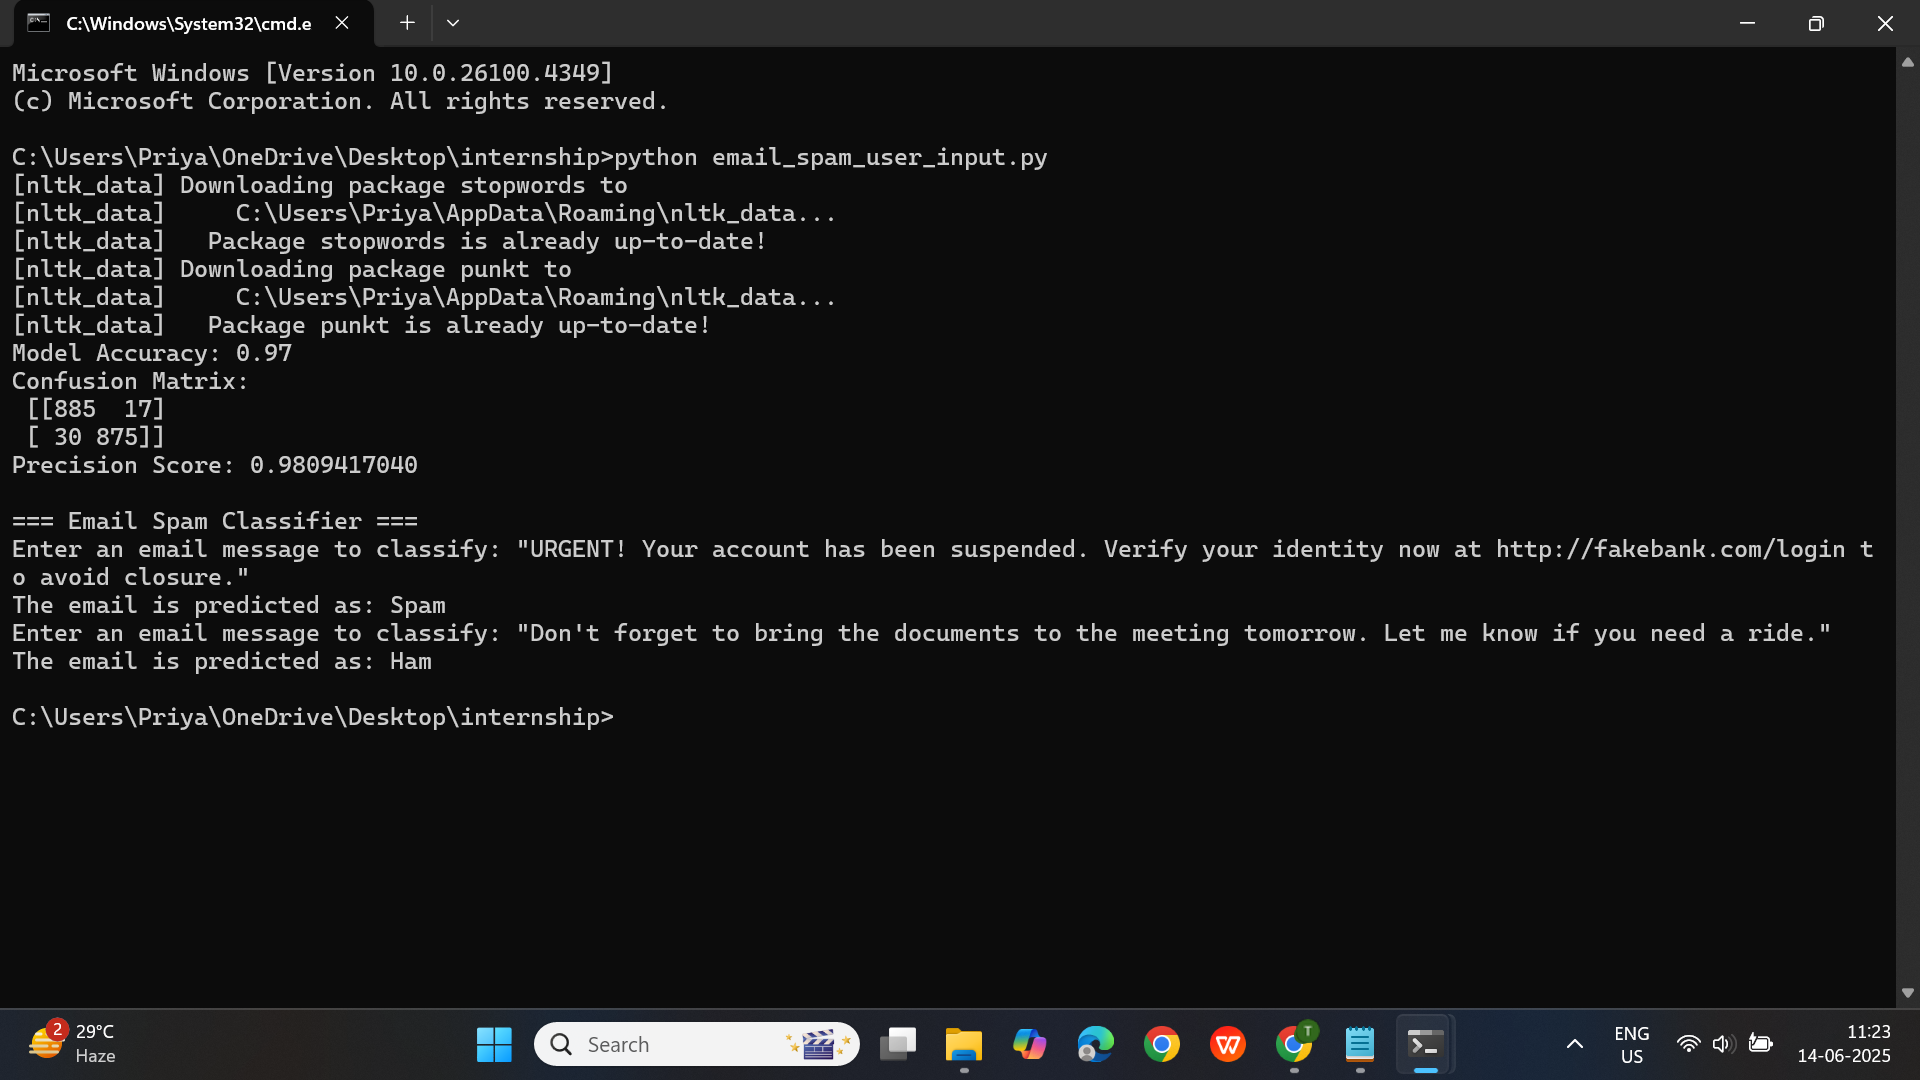 C:\Windows\System32\cmd.e
Microsoft Windows [Version 10.0.26100.4349]
(c) Microsoft Corporation. All rights reserved.
C:\Users\Priya\OneDrive\Desktop\internship>python email_spam_user_input.py
[nltk_data] Downloading package stopwords to
[nltk_data]     C:\Users\Priya\AppData\Roaming\nltk_data...
[nltk_data]   Package stopwords is already up-to-date!
[nltk_data] Downloading package punkt to
[nltk_data]     C:\Users\Priya\AppData\Roaming\nltk_data...
[nltk_data]   Package punkt is already up-to-date!
Model Accuracy: 0.97
Confusion Matrix:
 [[885  17]
 [ 30 875]]
Precision Score: 0.9809417040
=== Email Spam Classifier ===
Enter an email message to classify: "URGENT! Your account has been suspended. Verify your identity now at http://fakebank.com/login t
o avoid closure."
The email is predicted as: Spam
Enter an email message to classify: "Don't forget to bring the documents to the meeting tomorrow. Let me know if you need a ride."
The email is predicted as: Ham
C:\Users\Priya\OneDrive\Desktop\internship>
2
29°C
Haze
Search
T
ENG
US
11:23
14-06-2025